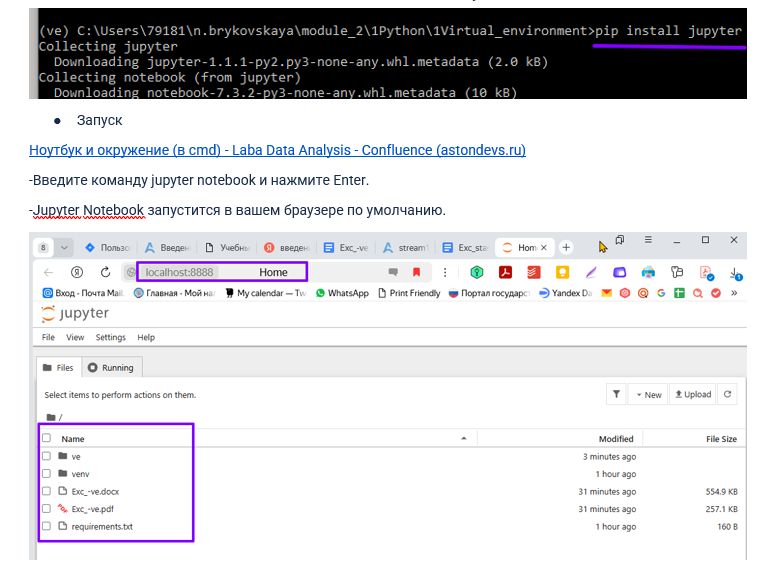 (ve) C:\Users\79181\n.brykovskaya\module_2\1Python\1Virtual_environment>pip install jupyter
Collecting jupyter
Downloading jupyter-1.1.1-py2.py3-none-any.whl.metadata (2.0 kB)
Collecting notebook (from jupyter)
Downloading notebook-7.3.2-py3-none-any.whl.metadata (10 kB)
● Запуск
Ноутбук и окружение (в cmd) - Laba Data Analysis - Confluence (astondevs.ru)
-Введите команду jupyter notebook и нажмите Enter.
-Jupyter Notebook запустится в вашем браузере по умолчанию.
8 Пользо Введен Учебны введен Exc_-ve stream Exc_sta Hom
localhost:8888 Home
Вход - Почта Mail Главная - Мой на My calendar — Tw WhatsApp Print Friendly Портал государс Yandex Da »
jupyter
File View Settings Help
Files Running
Select items to perform actions on them. New Upload
/
Name Modified File Size
ve 3 minutes ago
venv 1 hour ago
Exc_-ve.docx 31 minutes ago 554.9 KB
Exc_-ve.pdf 31 minutes ago 257.1 KB
requirements.txt 1 hour ago 160 B